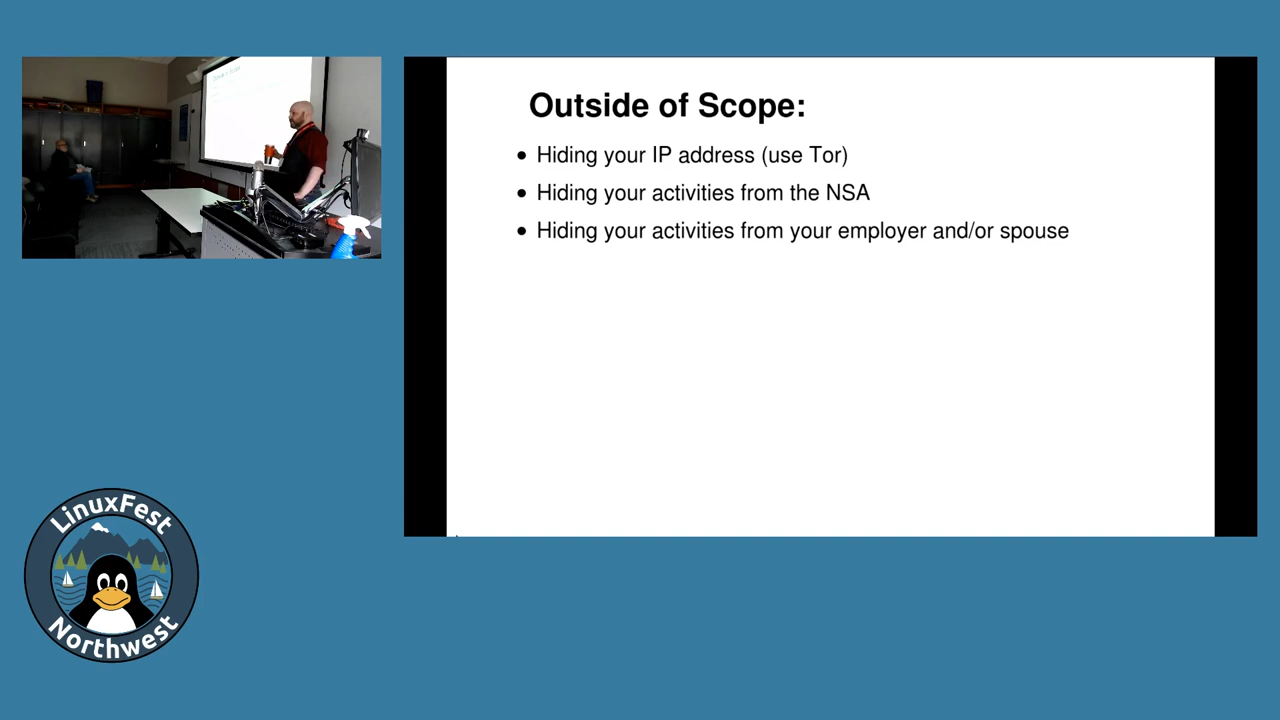 Outside of Scope:
• Hiding your IP address (use Tor)
• Hiding your activities from the NSA
• Hiding your activities from your employer and/or spouse
LinuxFest
Northwest